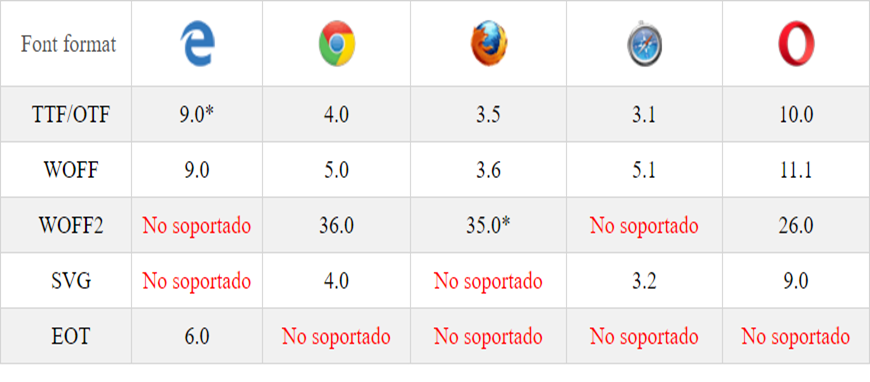 Font format
TTF/OTF 9.0* 4.0 3.5 3.1 10.0
WOFF 9.0 5.0 3.6 5.1 11.1
WOFF2 No soportado 36.0 35.0* No soportado 26.0
SVG No soportado 4.0 No soportado 3.2 9.0
EOT 6.0 No soportado No soportado No soportado No soportado